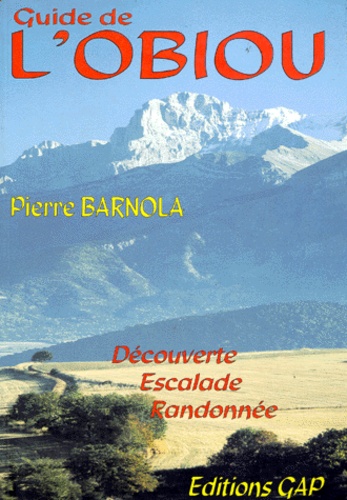 Guide de
L'OBIOU
Pierre BARNOLA
Découverte
Escalade
Randonnée
Editions GAP